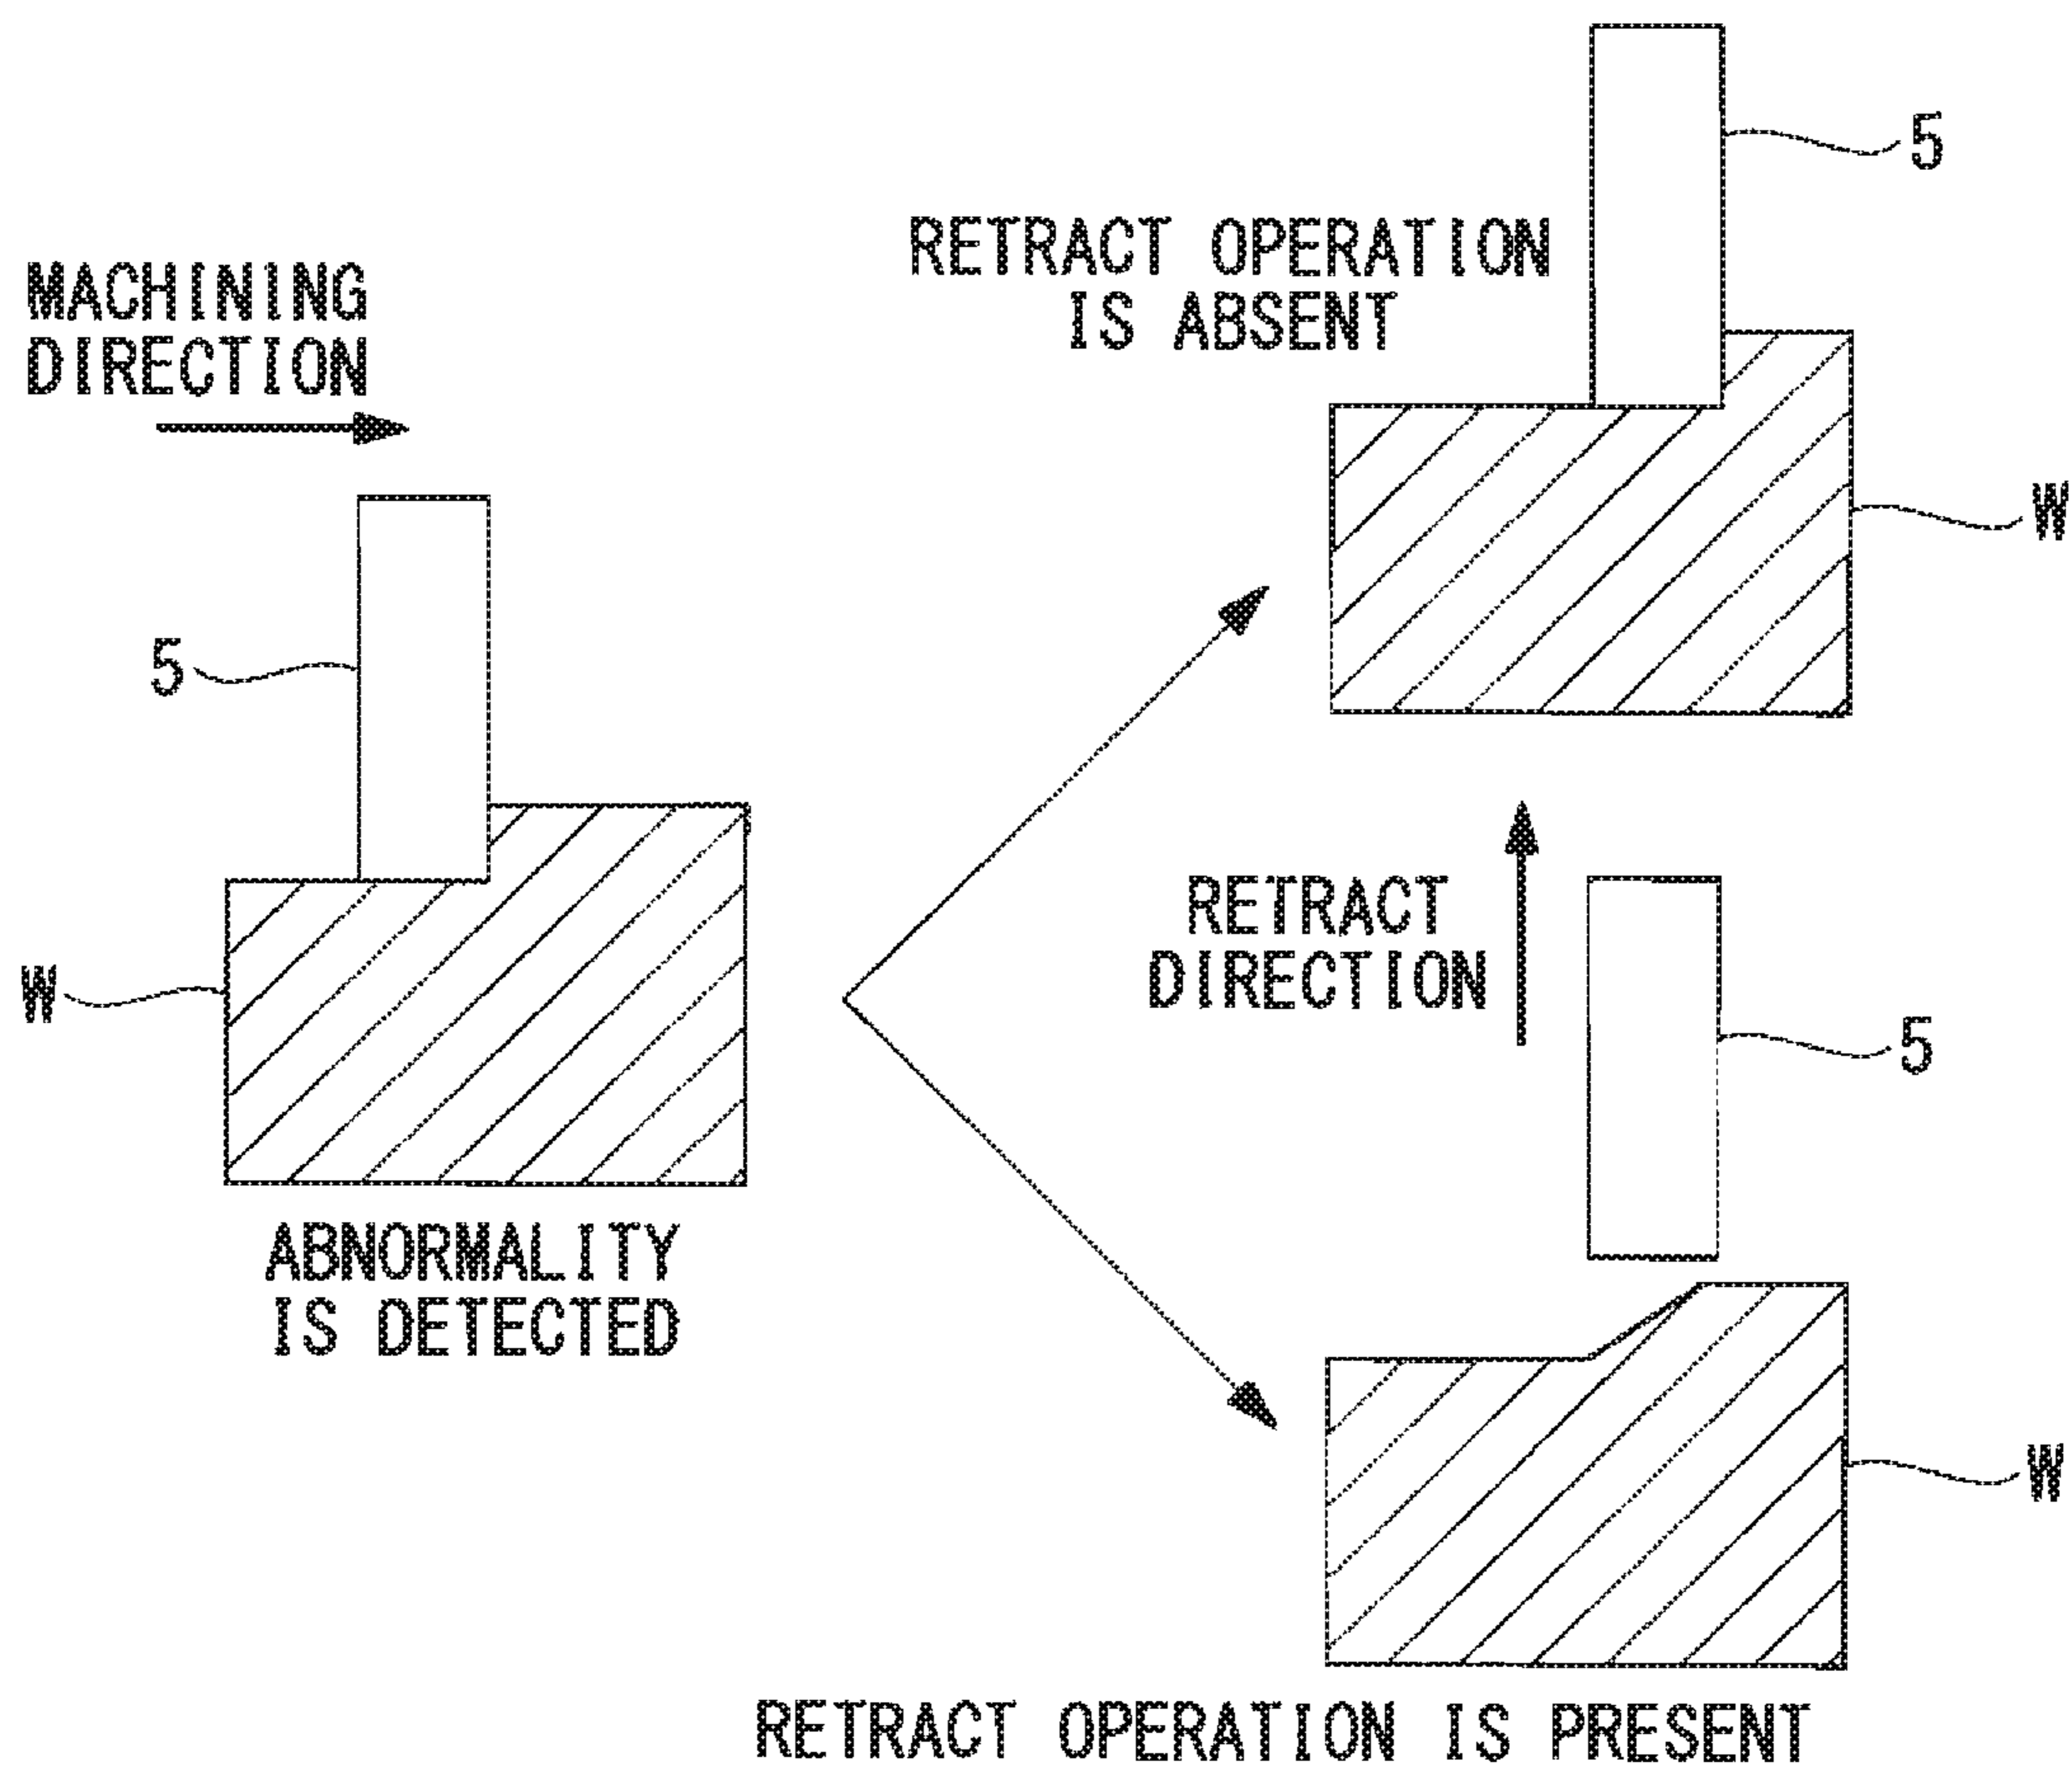 MACHINING
DIRECTION
5
W
ABNORMALITY
IS DETECTED
RETRACT OPERATION
IS ABSENT
5
W
RETRACT
DIRECTION
5
W
RETRACT OPERATION IS PRESENT